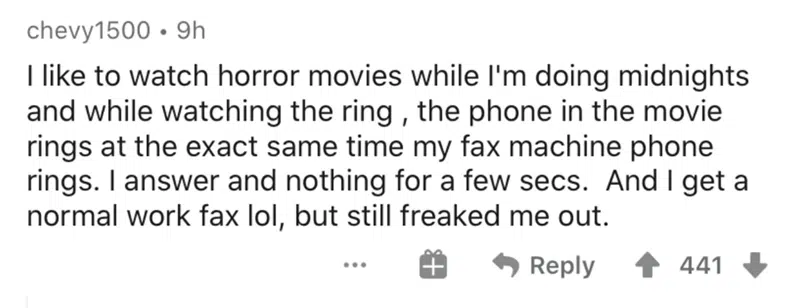 chevy1500 • 9h
I like to watch horror movies while I'm doing midnights
and while watching the ring , the phone in the movie
rings at the exact same time my fax machine phone
rings. I answer and nothing for a few secs.  And I get a
normal work fax lol, but still freaked me out.
... Reply 441